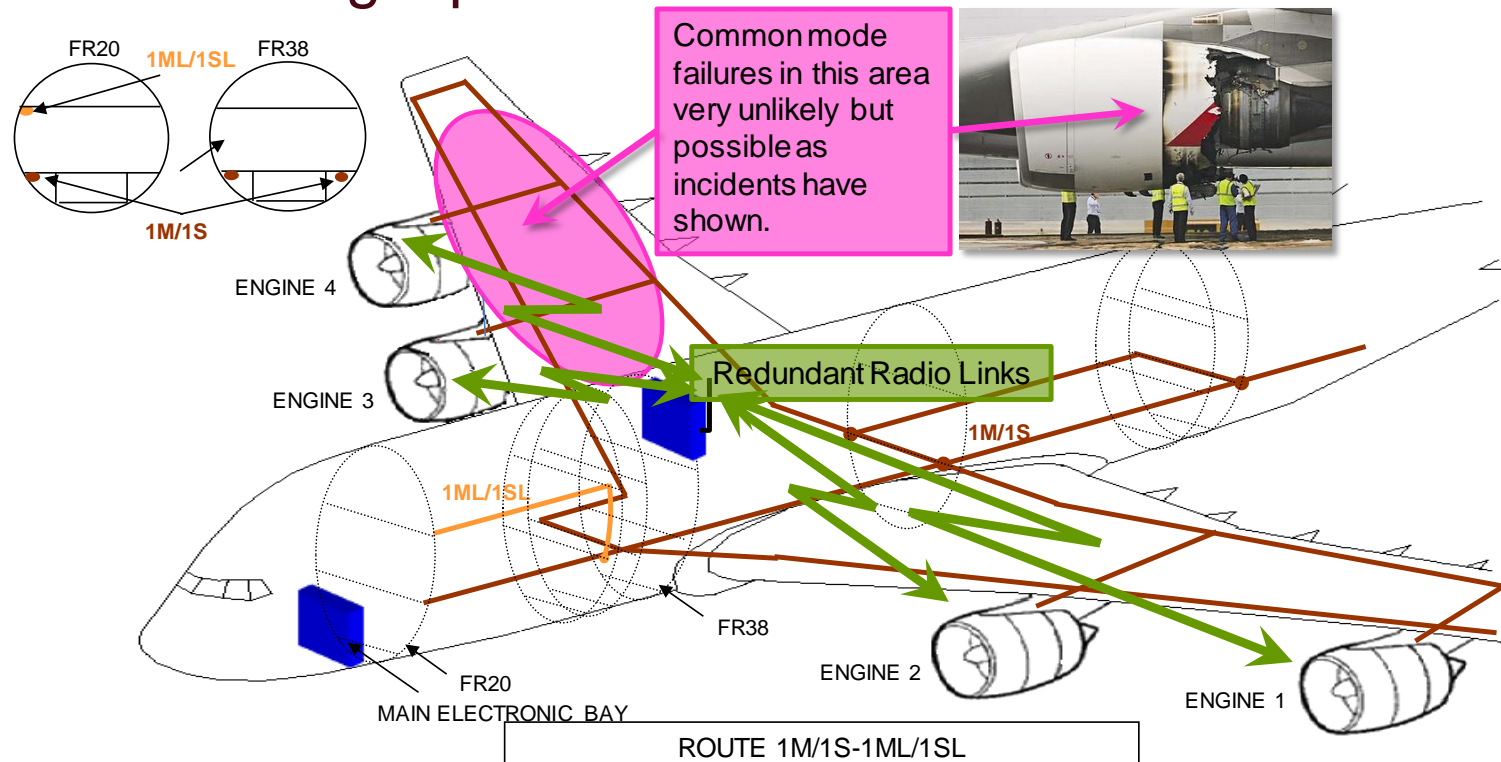 FR20
FR38
1ML/1SL
1M/1S
Common mode
failures in this area
very unlikely but
possible as
incidents have
shown.
ENGINE 4
ENGINE 3
Redundant Radio Links
1M/1S
1ML/1SL
FR38
FR20
MAIN ELECTRONIC BAY
ENGINE 2
ENGINE 1
ROUTE 1M/1S-1ML/1SL